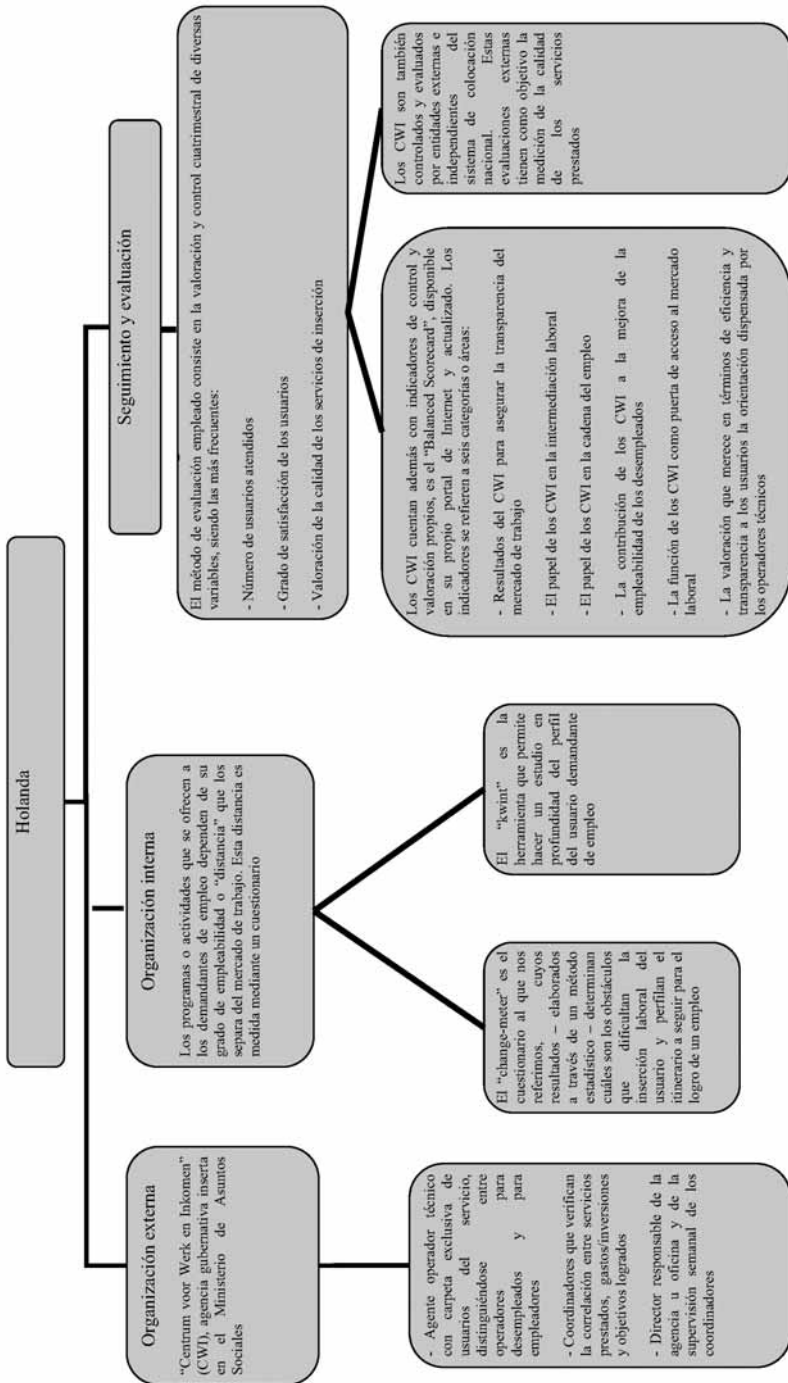 Holanda
Organización externa
“Centrum voor Werk en Inkomen”
(CWI), agencia gubernativa inserta
en el Ministerio de Asuntos
Sociales
- Agente operador técnico
con carpeta exclusiva de
usuarios del servicio,
distinguiéndose entre
operadores para
desempleados y para
empleadores
- Coordinadores que verifican
la correlación entre servicios
prestados, gastos/inversiones
y objetivos logrados
- Director responsable de la
agencia u oficina y de la
supervisión semanal de los
coordinadores
Organización interna
Los programas o actividades que se ofrecen a
los demandantes de empleo dependen de su
grado de empleabilidad o “distancia” que los
separa del mercado de trabajo. Esta distancia es
medida mediante un cuestionario
El “change-meter” es el
cuestionario al que nos
referimos, cuyos
resultados – elaborados
a través de un método
estadístico – determinan
cuáles son los obstáculos
que dificultan la
inserción laboral del
usuario y perfilan el
itinerario a seguir para el
logro de un empleo
El “kwint” es la
herramienta que permite
hacer un estudio en
profundidad del perfil
del usuario demandante
de empleo
Seguimiento y evaluación
El método de evaluación empleado consiste en la valoración y control cuatrimestral de diversas
variables, siendo las más frecuentes:
- Número de usuarios atendidos
- Grado de satisfacción de los usuarios
- Valoración de la calidad de los servicios de inserción
Los CWI cuentan además con indicadores de control y
valoración propios, es el “Balanced Scorecard”, disponible
en su propio portal de Internet y actualizado. Los
indicadores se refieren a seis categorías o áreas:
- Resultados del CWI para asegurar la transparencia del
mercado de trabajo
- El papel de los CWI en la intermediación laboral
- El papel de los CWI en la cadena del empleo
- La contribución de los CWI a la mejora de la
empleabilidad de los desempleados
- La función de los CWI como puerta de acceso al mercado
laboral
- La valoración que merece en términos de eficiencia y
transparencia a los usuarios la orientación dispensada por
los operadores técnicos
Los CWI son también
controlados y evaluados
por entidades externas e
independientes del
sistema de colocación
nacional. Estas
evaluaciones externas
tienen como objetivo la
medición de la calidad
de los servicios
prestados